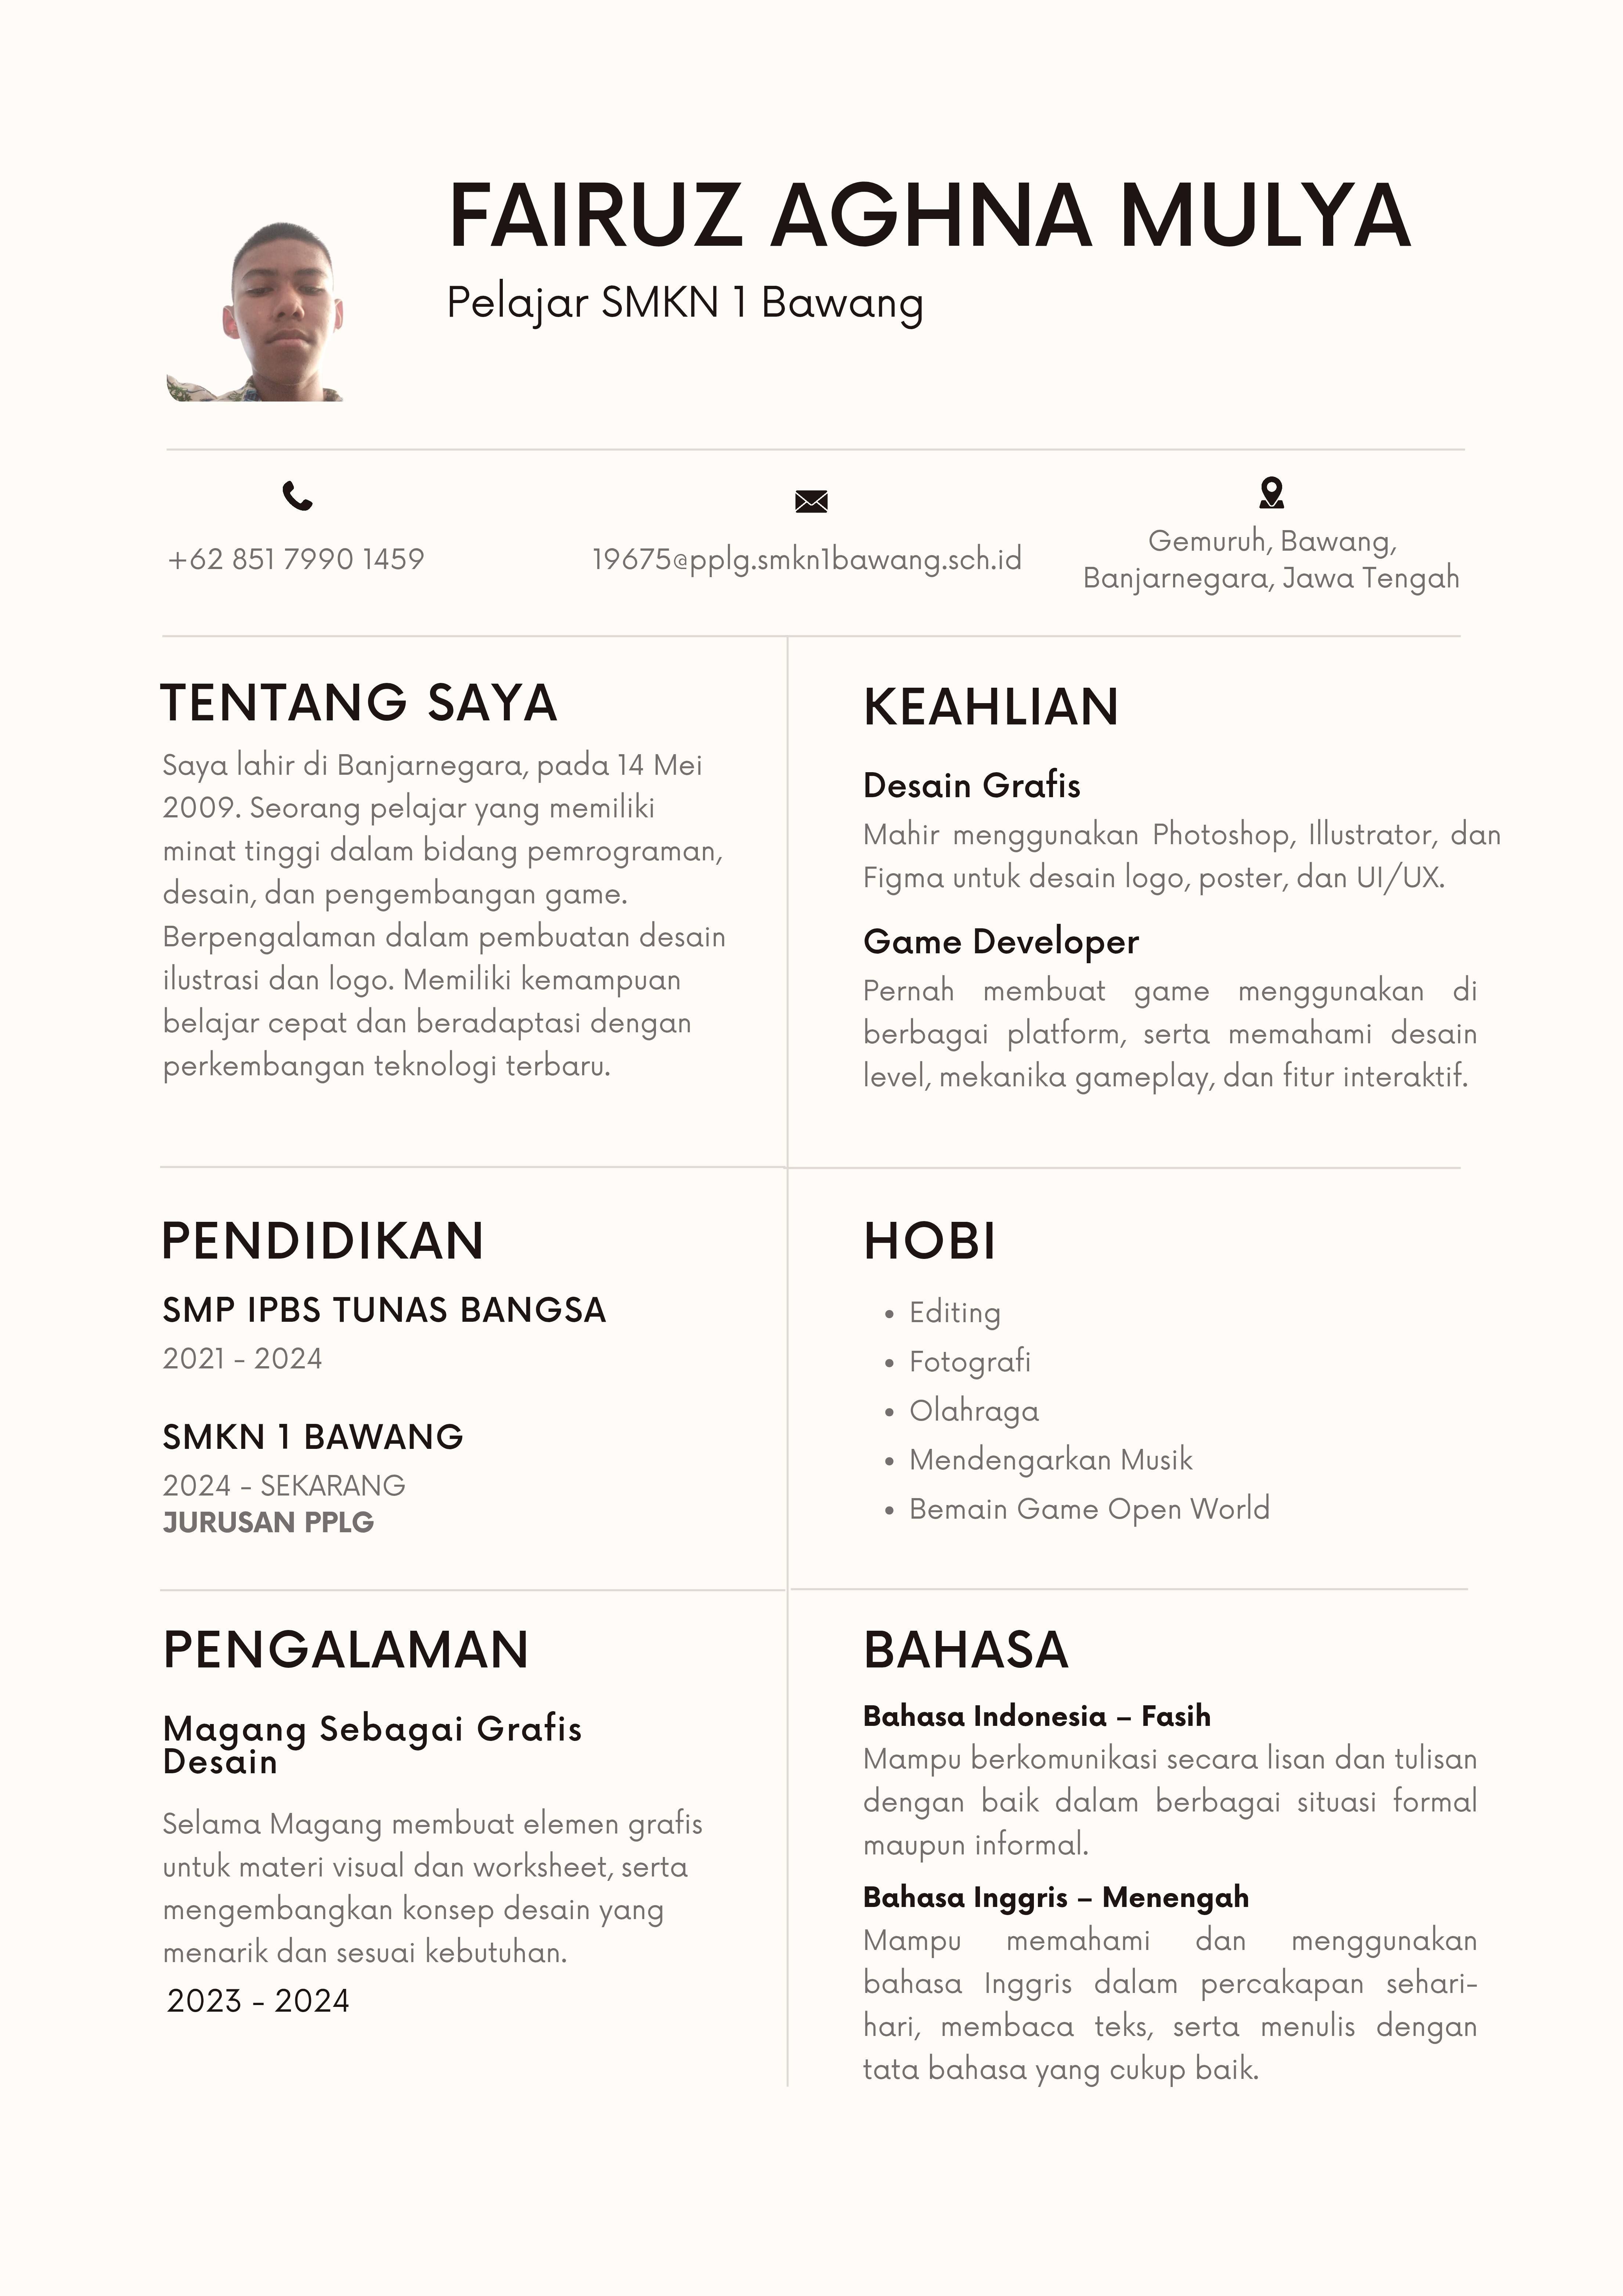 FAIRUZ AGHNA MULYA
Pelajar SMKN 1 Bawang
+62 851 7990 1459
19675@pplg.smkn1bawang.sch.id
Gemuruh, Bawang,
Banjarnegara, Jawa Tengah
TENTANG SAYA
Saya lahir di Banjarnegara, pada 14 Mei
2009. Seorang pelajar yang memiliki
minat tinggi dalam bidang pemrograman,
desain, dan pengembangan game.
Berpengalaman dalam pembuatan desain
ilustrasi dan logo. Memiliki kemampuan
belajar cepat dan beradaptasi dengan
perkembangan teknologi terbaru.
KEAHLIAN
Desain Grafis
Mahir menggunakan Photoshop, Illustrator, dan
Figma untuk desain logo, poster, dan UI/UX.
Game Developer
Pernah membuat game menggunakan di
berbagai platform, serta memahami desain
level, mekanika gameplay, dan fitur interaktif.
PENDIDIKAN
SMP IPBS TUNAS BANGSA
2021 - 2024
SMKN 1 BAWANG
2024 - SEKARANG
JURUSAN PPLG
HOBI
• Editing
• Fotografi
• Olahraga
• Mendengarkan Musik
• Bemain Game Open World
PENGALAMAN
Magang Sebagai Grafis
Desain
Selama Magang membuat elemen grafis
untuk materi visual dan worksheet, serta
mengembangkan konsep desain yang
menarik dan sesuai kebutuhan.
2023 - 2024
BAHASA
Bahasa Indonesia – Fasih
Mampu berkomunikasi secara lisan dan tulisan
dengan baik dalam berbagai situasi formal
maupun informal.
Bahasa Inggris – Menengah
Mampu memahami dan menggunakan
bahasa Inggris dalam percakapan sehari-
hari, membaca teks, serta menulis dengan
tata bahasa yang cukup baik.